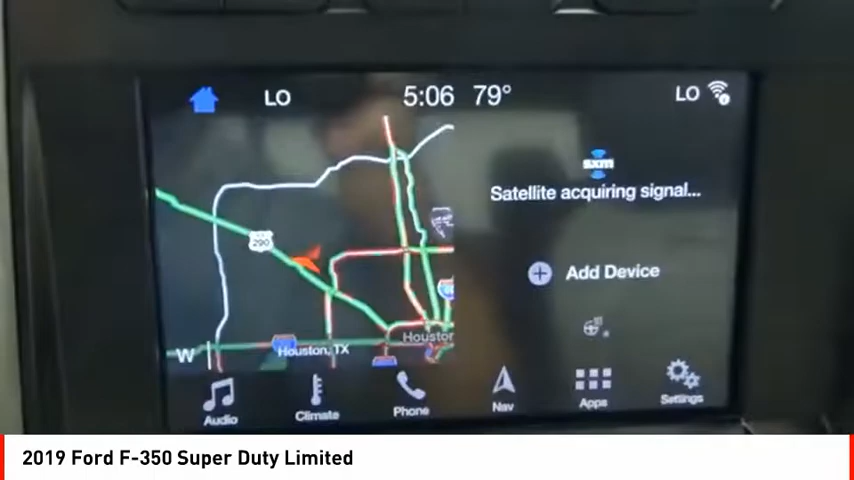 LO 5:06 79° LO
sxm
Satellite acquiring signal...
290
Add Device
Houston
W
Houston, TX
Audio Climate Phone Nav Apps Settings
2019 Ford F-350 Super Duty Limited